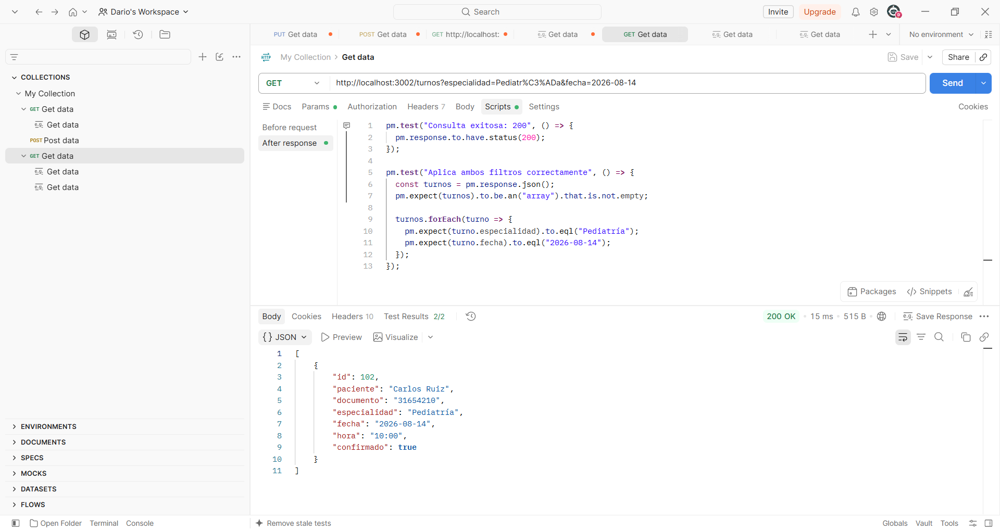 Dario's Workspace
Search
Invite
Upgrade
D
PUT Get data
POST Get data
GET http://localhost:
e.g. Get data
GET Get data
e.g. Get data
e.g. Get data
No environment
HTTP My Collection > Get data
Save
Share
COLLECTIONS
My Collection
GET Get data
e.g. Get data
POST Post data
GET Get data
e.g. Get data
e.g. Get data
ENVIRONMENTS
DOCUMENTS
SPECS
MOCKS
DATASETS
FLOWS
GET http://localhost:3002/turnos?especialidad=Pediatr%C3%ADa&fecha=2026-08-14
Send
Docs Params Authorization Headers 7 Body Scripts Settings
Cookies
Before request
After response
1 pm.test("Consulta exitosa: 200", () => {
2 pm.response.to.have.status(200);
3 });
4
5 pm.test("Aplica ambos filtros correctamente", () => {
6 const turnos = pm.response.json();
7 pm.expect(turnos).to.be.an("array").that.is.not.empty;
8
9 turnos.forEach(turno => {
10 pm.expect(turno.especialidad).to.eql("Pediatría");
11 pm.expect(turno.fecha).to.eql("2026-08-14");
12 });
13 });
Packages </> Snippets
Body Cookies Headers 10 Test Results 2/2
200 OK • 15 ms • 515 B • e.g. Save Response
{} JSON Preview Visualize
1 [
2 {
3 "id": 102,
4 "paciente": "Carlos Ruiz",
5 "documento": "31654210",
6 "especialidad": "Pediatría",
7 "fecha": "2026-08-14",
8 "hora": "10:00",
9 "confirmado": true
10 }
11 ]
Open Folder Terminal Console
Remove stale tests
Globals Vault Tools